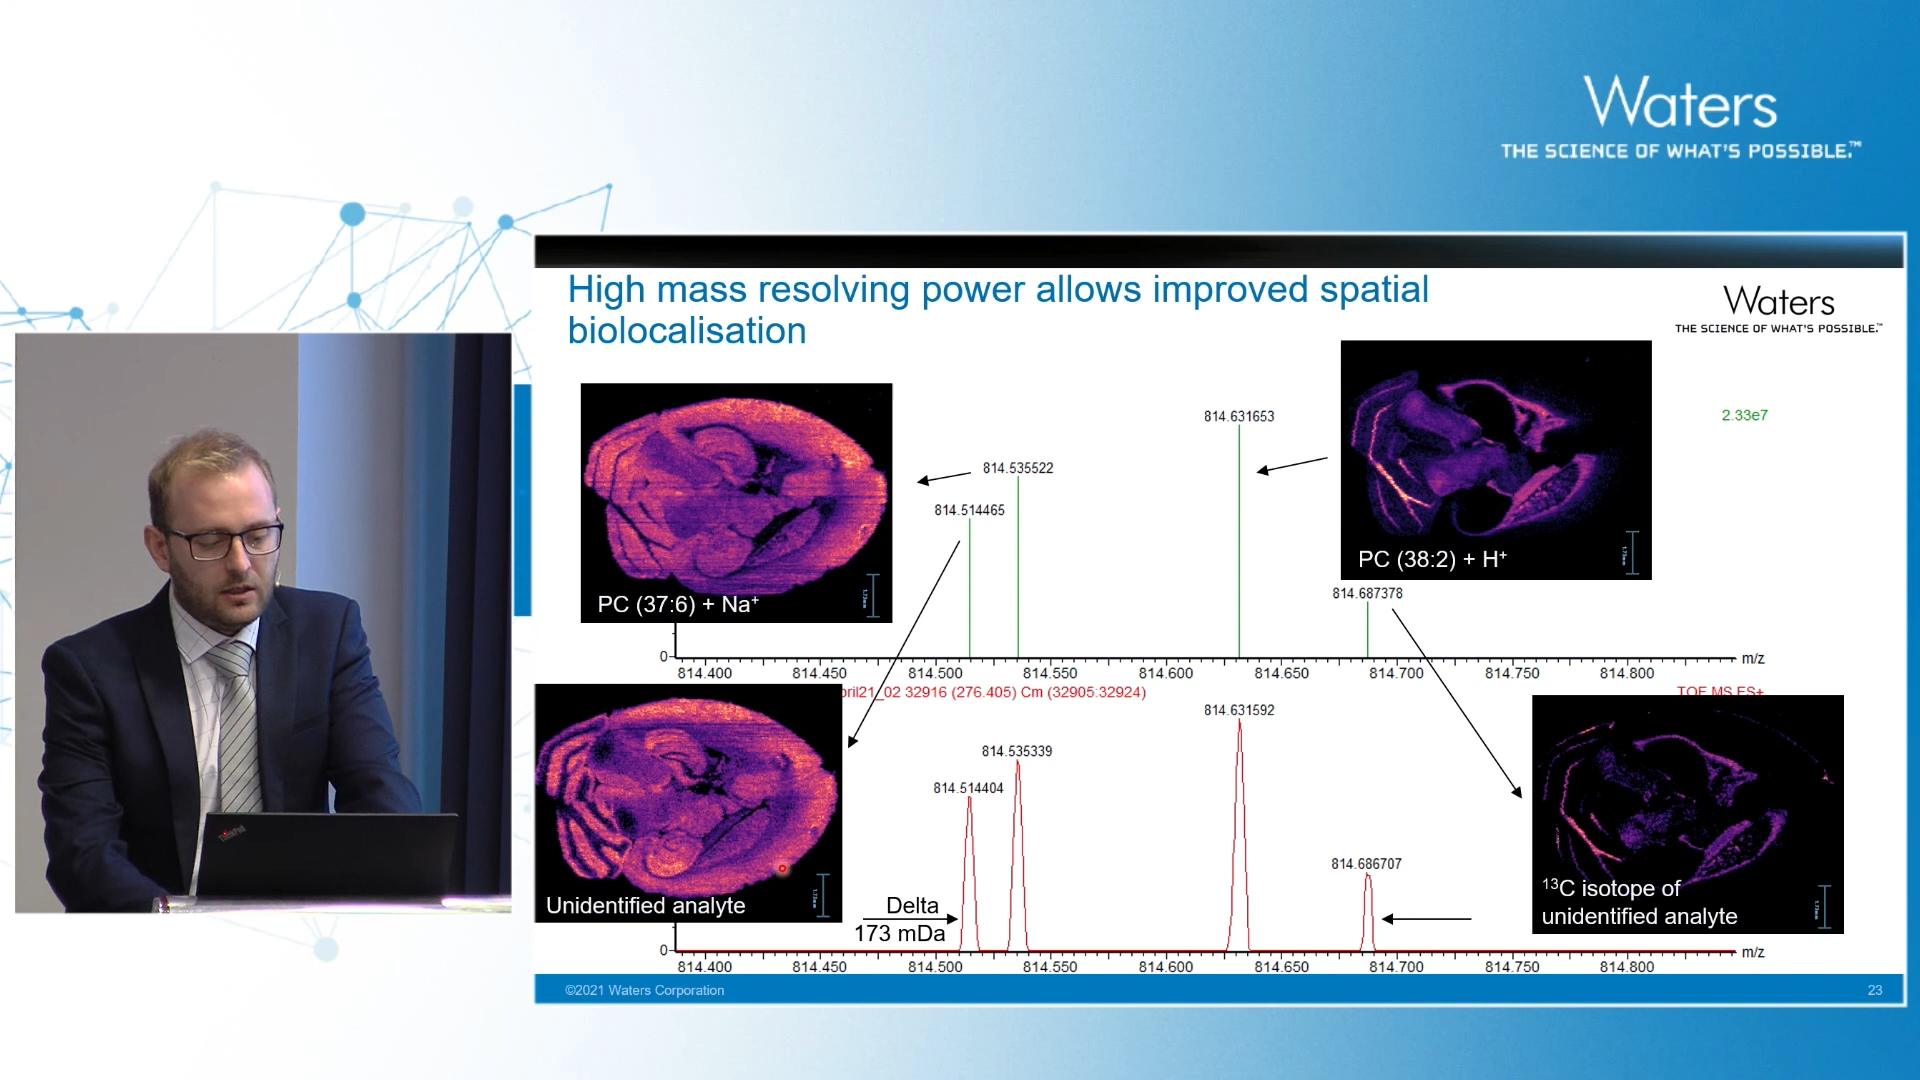 Waters
THE SCIENCE OF WHAT'S POSSIBLE.™
High mass resolving power allows improved spatial
biolocalisation
Waters
THE SCIENCE OF WHAT'S POSSIBLE.™
2.33e7
814.631653
814.535522
814.514465
PC (37:6) + Na⁺
PC (38:2) + H⁺
814.687378
0
814.400 814.450 814.500 814.550 814.600 814.650 814.700 814.750 814.800 m/z
pril21_02 32916 (276.405) Cm (32905:32924)
TOF MS ES+
814.631592
814.535339
814.514404
814.686707
Unidentified analyte
Delta
173 mDa
¹³C isotope of
unidentified analyte
0
814.400 814.450 814.500 814.550 814.600 814.650 814.700 814.750 814.800 m/z
©2021 Waters Corporation
23
ThinkPad